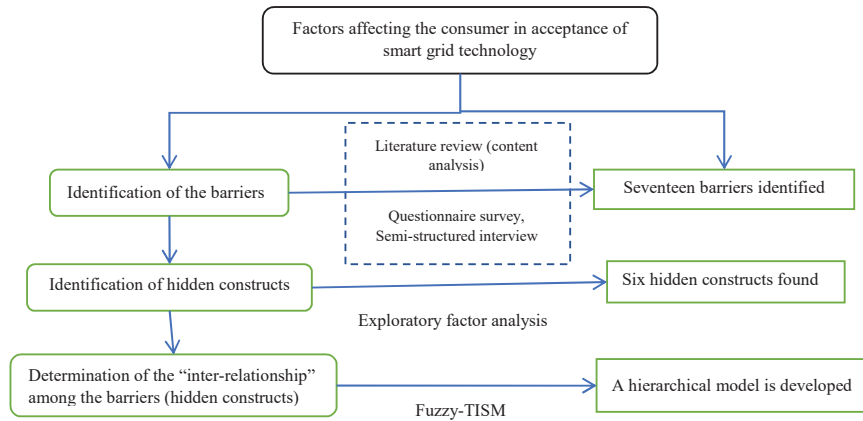 Factors affecting the consumer in acceptance of
smart grid technology
Literature review (content
analysis)
Identification of the barriers
Seventeen barriers identified
Questionnaire survey,
Semi-structured interview
Identification of hidden constructs
Six hidden constructs found
Exploratory factor analysis
Determination of the “inter-relationship”
among the barriers (hidden constructs)
A hierarchical model is developed
Fuzzy-TISM